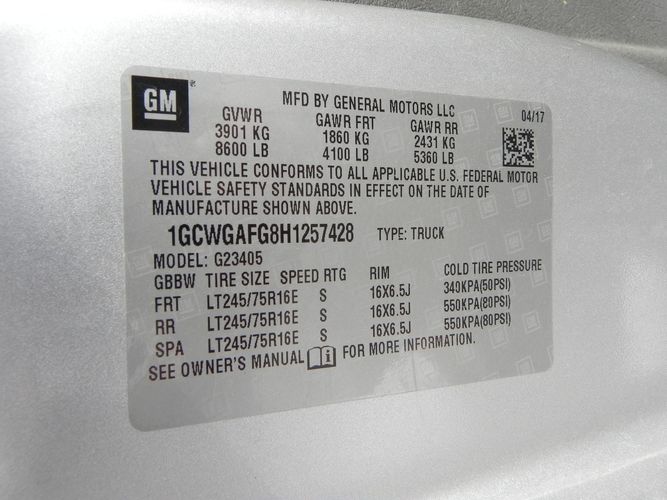 GM ®
MFD BY GENERAL MOTORS LLC 04/17
GVWR GAWR FRT GAWR RR
3901 KG 1860 KG 2431 KG
8600 LB 4100 LB 5360 LB
THIS VEHICLE CONFORMS TO ALL APPLICABLE U.S. FEDERAL MOTOR
VEHICLE SAFETY STANDARDS IN EFFECT ON THE DATE OF
MANUFACTURE SHOWN ABOVE.
1GCWGAFG8H1257428 TYPE: TRUCK
MODEL: G23405
GBBW TIRE SIZE SPEED RTG RIM COLD TIRE PRESSURE
FRT LT245/75R16E S 16X6.5J 340KPA(50PSI)
RR LT245/75R16E S 16X6.5J 550KPA(80PSI)
SPA LT245/75R16E S 16X6.5J 550KPA(80PSI)
SEE OWNER'S MANUAL i FOR MORE INFORMATION.